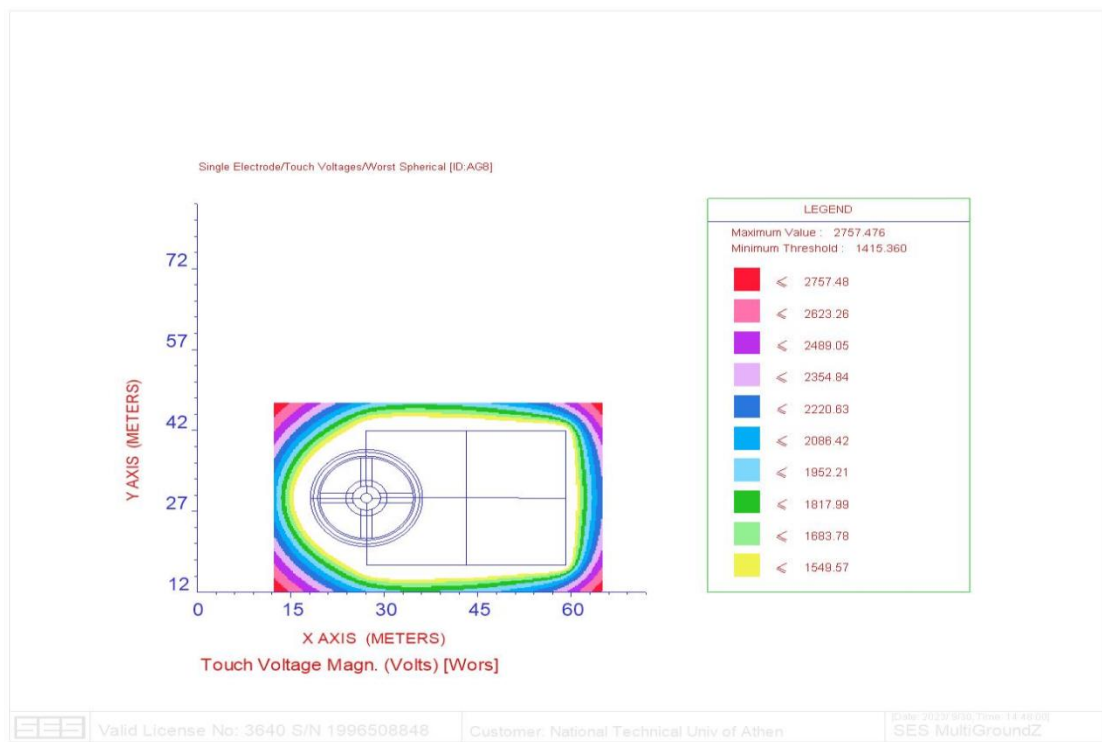 Single Electrode/Touch Voltages/Worst Spherical [ID:AG8]
LEGEND
Maximum Value : 2757.476
Minimum Threshold : 1415.360
⩽ 2757.48
⩽ 2623.26
⩽ 2489.05
⩽ 2354.84
⩽ 2220.63
⩽ 2086.42
⩽ 1952.21
⩽ 1817.99
⩽ 1683.78
⩽ 1549.57
Y AXIS (METERS)
72
57
42
27
12
0 15 30 45 60
X AXIS (METERS)
Touch Voltage Magn. (Volts) [Wors]
SES Valid License No: 3640 S/N 1996508848 Customer: National Technical Univ of Athen
SES MultiGroundZ